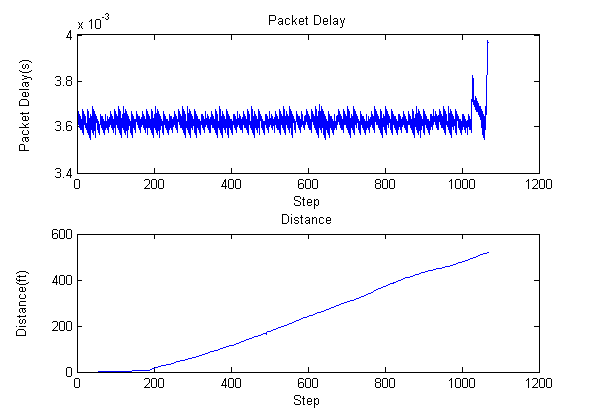 Packet Delay
x 10^-3
4
3.8
3.6
3.4
Packet Delay(s)
0 200 400 600 800 1000 1200
Step
Distance
600
400
200
0
Distance(ft)
0 200 400 600 800 1000 1200
Step